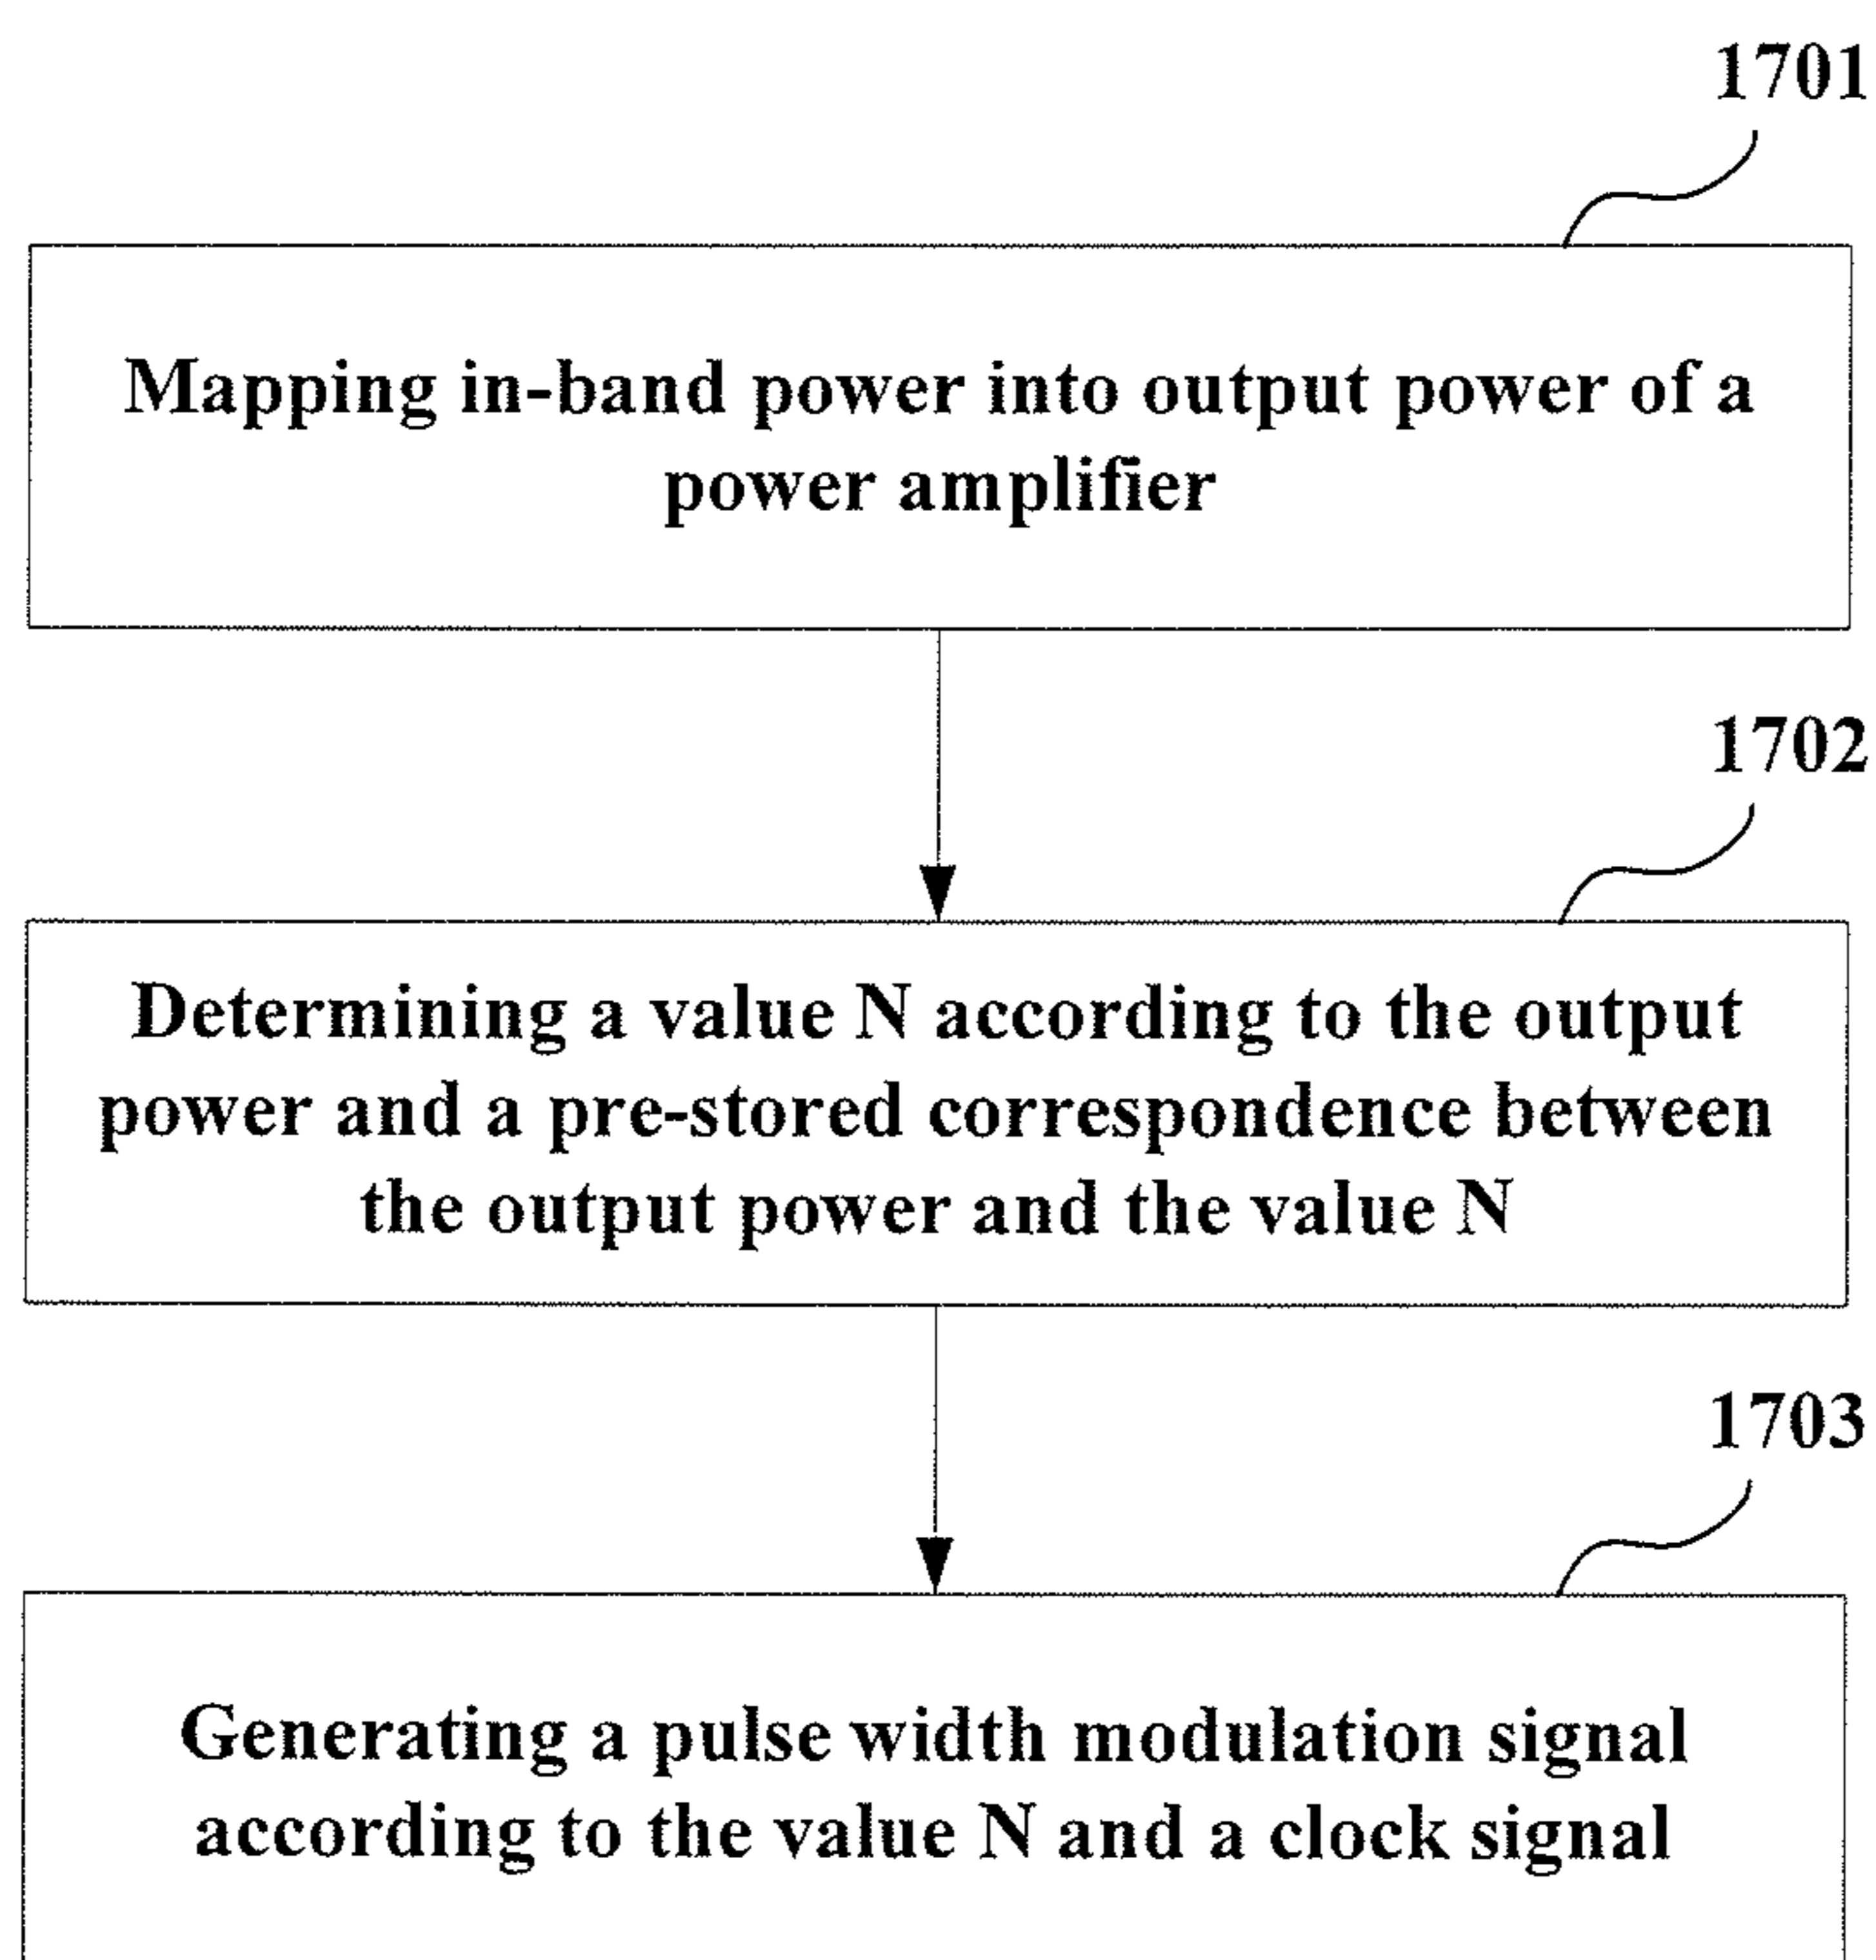 1701
Mapping in-band power into output power of a
power amplifier
1702
Determining a value N according to the output
power and a pre-stored correspondence between
the output power and the value N
1703
Generating a pulse width modulation signal
according to the value N and a clock signal